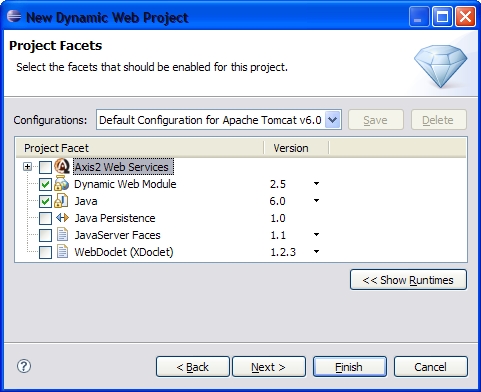 New Dynamic Web Project
Project Facets
Select the facets that should be enabled for this project.
Configurations: Default Configuration for Apache Tomcat v6.0 Save Delete
Project Facet Version
Axis2 Web Services
Dynamic Web Module 2.5
Java 6.0
Java Persistence 1.0
JavaServer Faces 1.1
WebDoclet (XDoclet) 1.2.3
<< Show Runtimes
? < Back Next > Finish Cancel